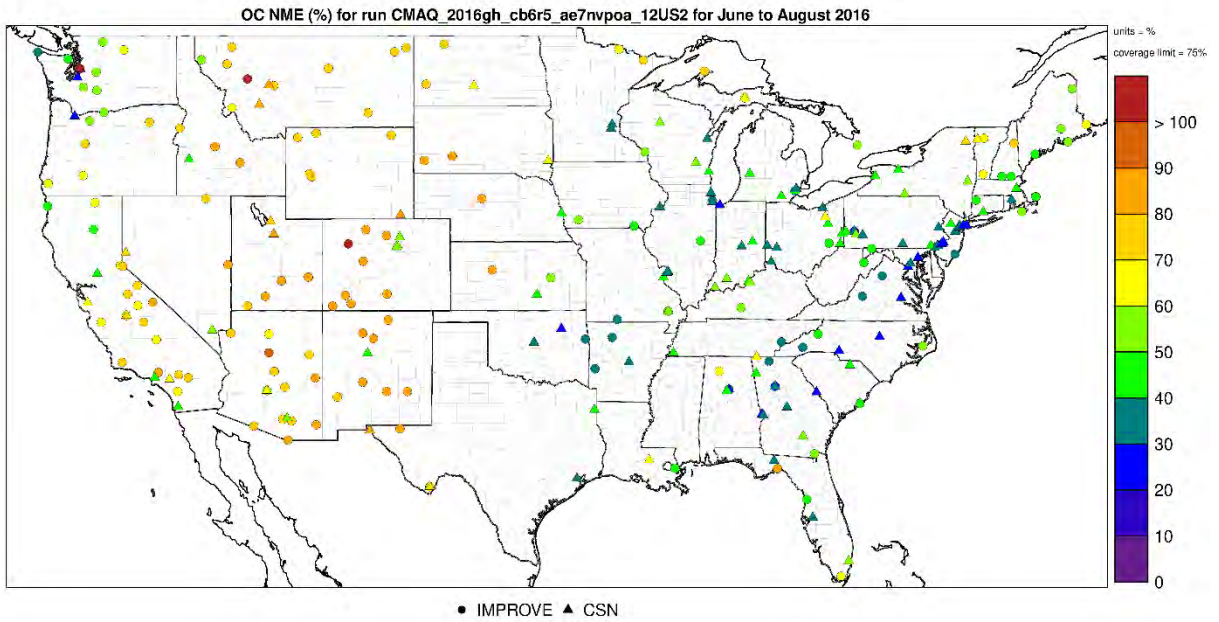 OC NME (%) for run CMAQ_2016gh_cb6r5_ae7nvpoa_12US2 for June to August 2016
units = %
coverage limit = 75%
> 100
90
80
70
60
50
40
30
20
10
0
● IMPROVE ▲ CSN